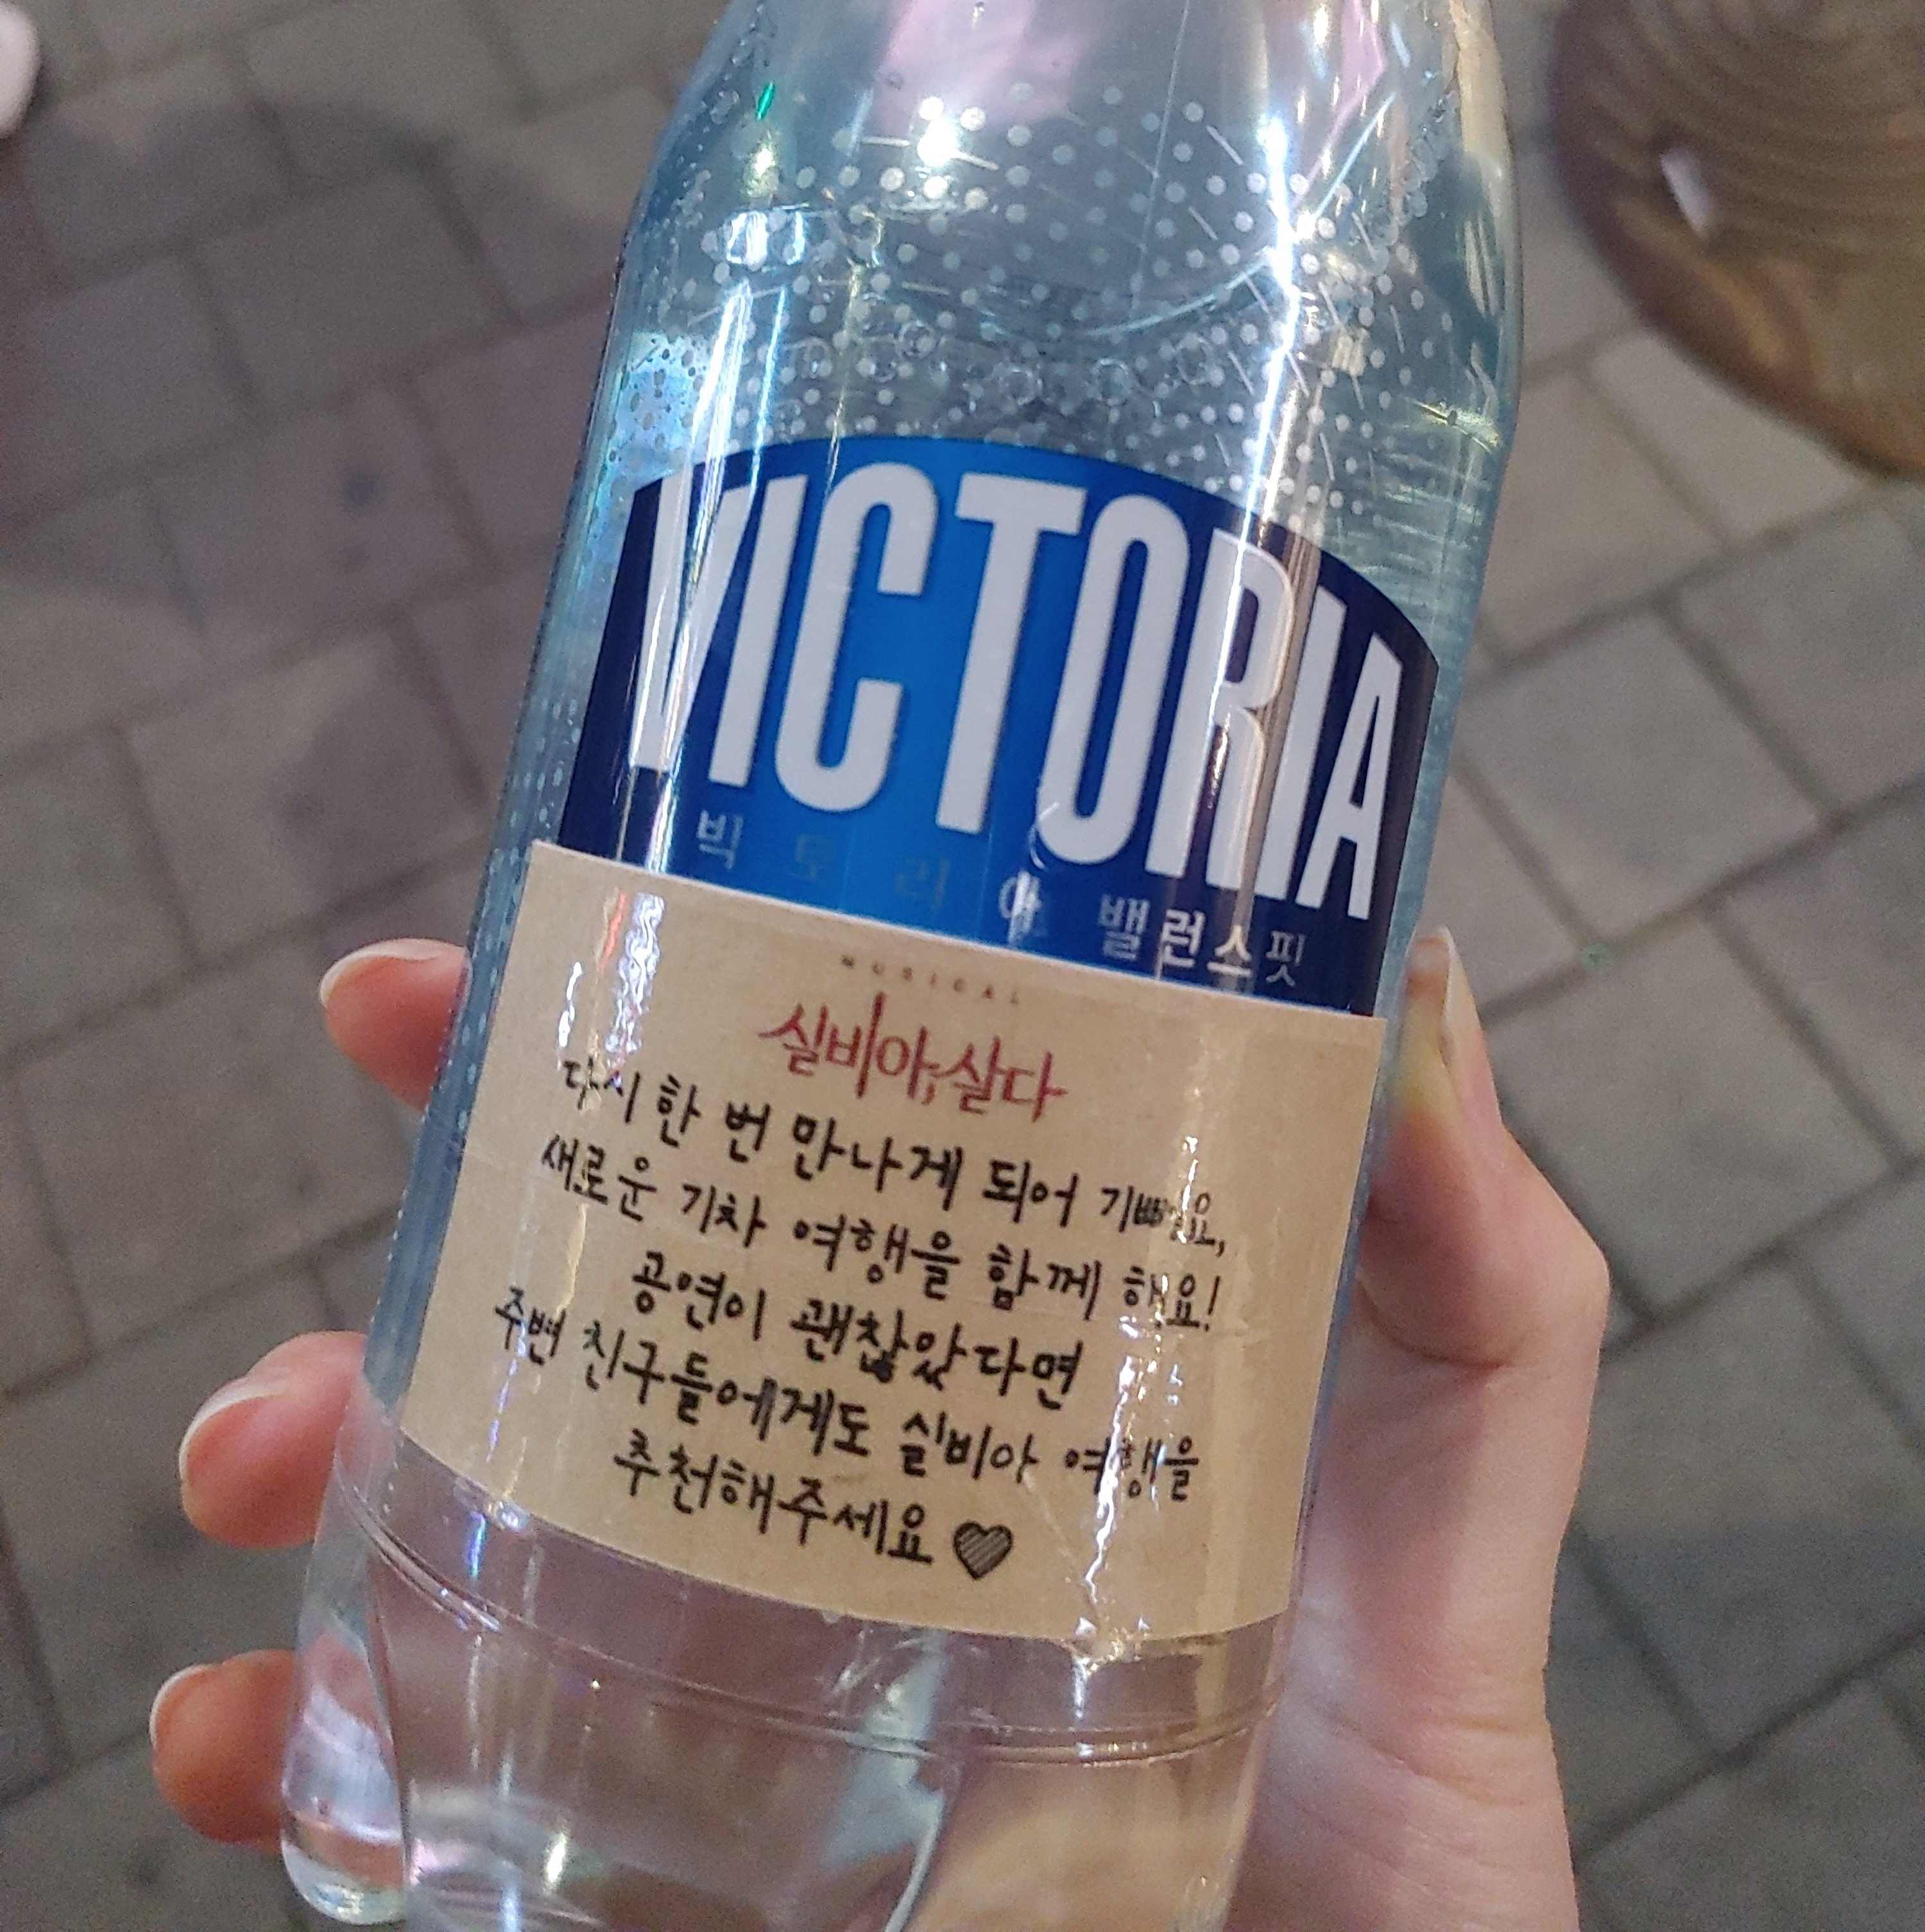 VICTORIA
빅토리아 밸런스핏
MUSICAL
실비아, 살다
다시 한 번 만나게 되어 기뻐요,
새로운 기차 여행을 함께 해요!
공연이 괜찮았다면
주변 친구들에게도 실비아 여행을
추천해주세요